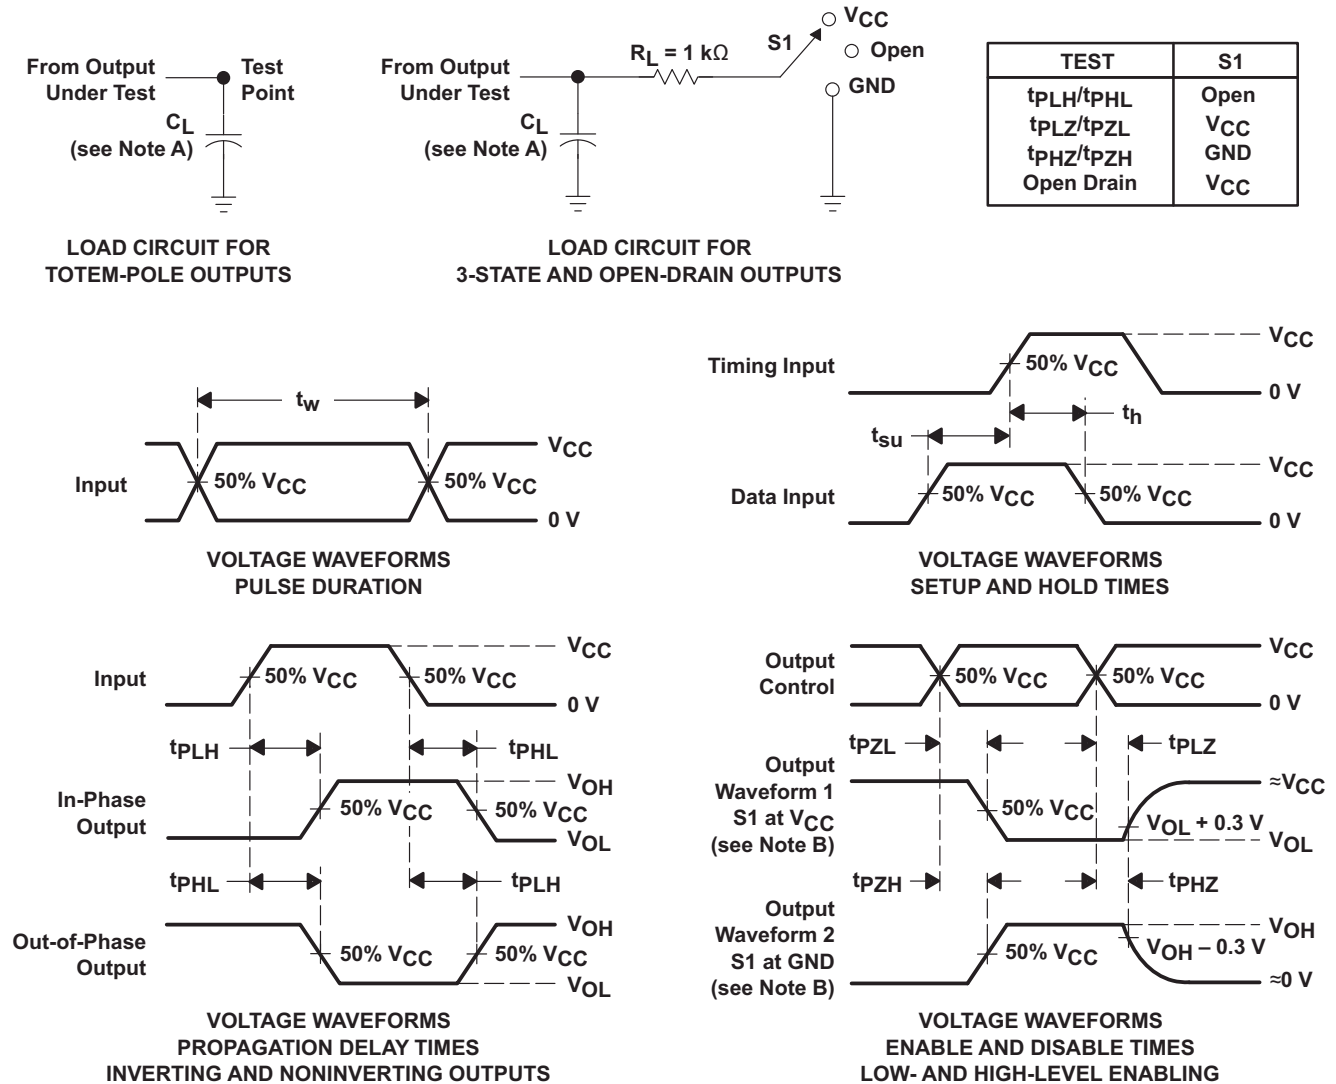 From Output
Under Test
Test
Point
CL
(see Note A)
LOAD CIRCUIT FOR
TOTEM-POLE OUTPUTS
From Output
Under Test
RL = 1 kΩ
S1
VCC
Open
GND
CL
(see Note A)
LOAD CIRCUIT FOR
3-STATE AND OPEN-DRAIN OUTPUTS
TEST S1
tPLH/tPHL Open
tPLZ/tPZL VCC
tPHZ/tPZH GND
Open Drain VCC
tw
Input
50% VCC
50% VCC
VCC
0 V
VOLTAGE WAVEFORMS
PULSE DURATION
Timing Input
50% VCC
VCC
0 V
tsu
th
Data Input
50% VCC
50% VCC
VCC
0 V
VOLTAGE WAVEFORMS
SETUP AND HOLD TIMES
Input
50% VCC
50% VCC
VCC
0 V
tPLH
tPHL
In-Phase
Output
50% VCC
50% VCC
VOH
VOL
tPHL
tPLH
Out-of-Phase
Output
50% VCC
50% VCC
VOH
VOL
VOLTAGE WAVEFORMS
PROPAGATION DELAY TIMES
INVERTING AND NONINVERTING OUTPUTS
Output
Control
50% VCC
50% VCC
VCC
0 V
tPZL
tPLZ
Output
Waveform 1
S1 at VCC
(see Note B)
50% VCC
≈VCC
VOL + 0.3 V
VOL
tPZH
tPHZ
Output
Waveform 2
S1 at GND
(see Note B)
50% VCC
VOH
VOH – 0.3 V
≈0 V
VOLTAGE WAVEFORMS
ENABLE AND DISABLE TIMES
LOW- AND HIGH-LEVEL ENABLING